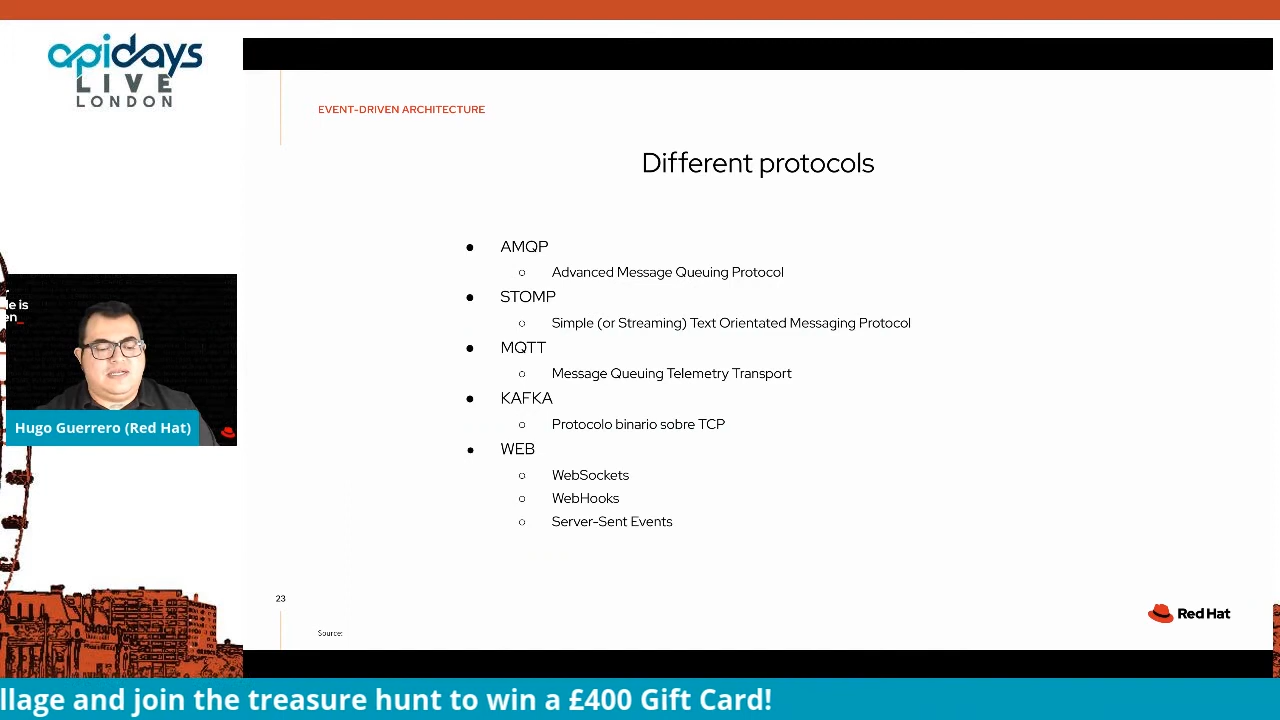 apidays
LIVE
LONDON
EVENT-DRIVEN ARCHITECTURE
Different protocols
● AMQP
○ Advanced Message Queuing Protocol
● STOMP
○ Simple (or Streaming) Text Orientated Messaging Protocol
● MQTT
○ Message Queuing Telemetry Transport
● KAFKA
○ Protocolo binario sobre TCP
● WEB
○ WebSockets
○ WebHooks
○ Server-Sent Events
23
Source:
Red Hat
Hugo Guerrero (Red Hat)
llage and join the treasure hunt to win a £400 Gift Card!